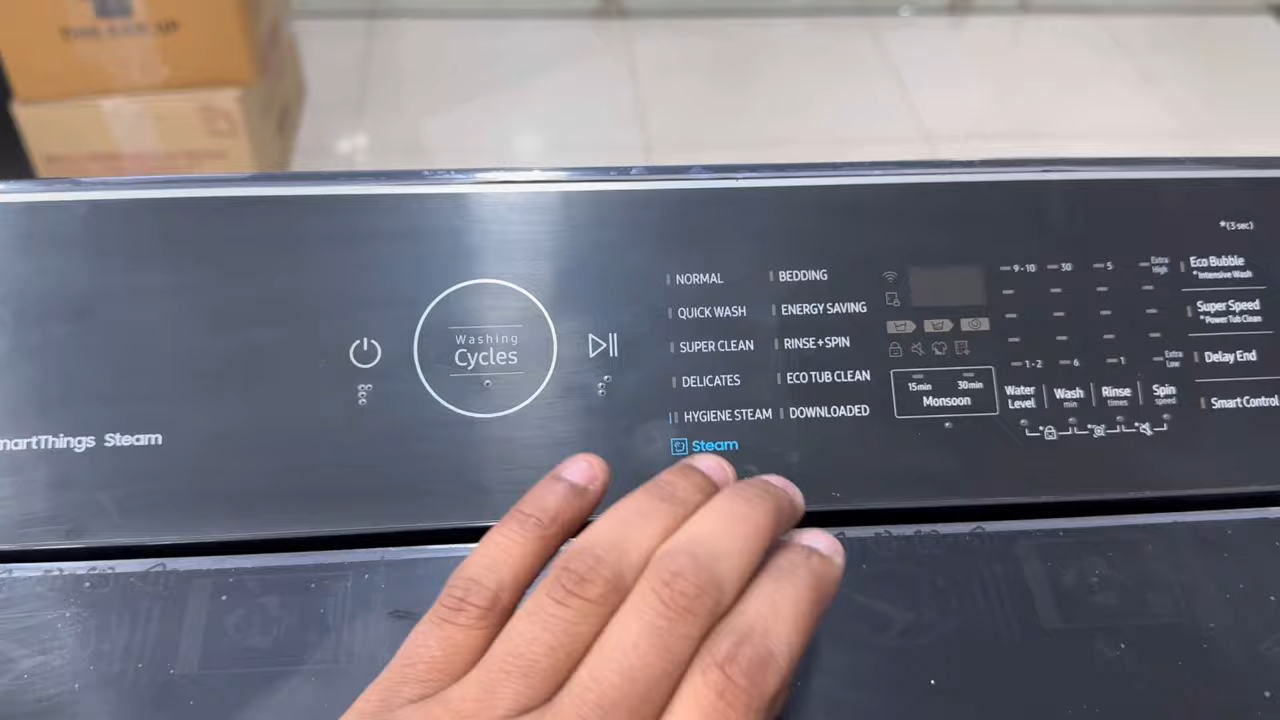 *(3 sec)
Washing
Cycles
NORMAL
QUICK WASH
SUPER CLEAN
DELICATES
HYGIENE STEAM
Steam
BEDDING
ENERGY SAVING
RINSE+SPIN
ECO TUB CLEAN
DOWNLOADED
15min 30min
Monsoon
9-10 30 5 Extra High
1-2 6 1 Extra Low
Water Level
Wash min
Rinse times
Spin speed
Eco Bubble
*Intensive Wash
Super Speed
*Power Tub Clean
Delay End
Smart Control
martThings Steam